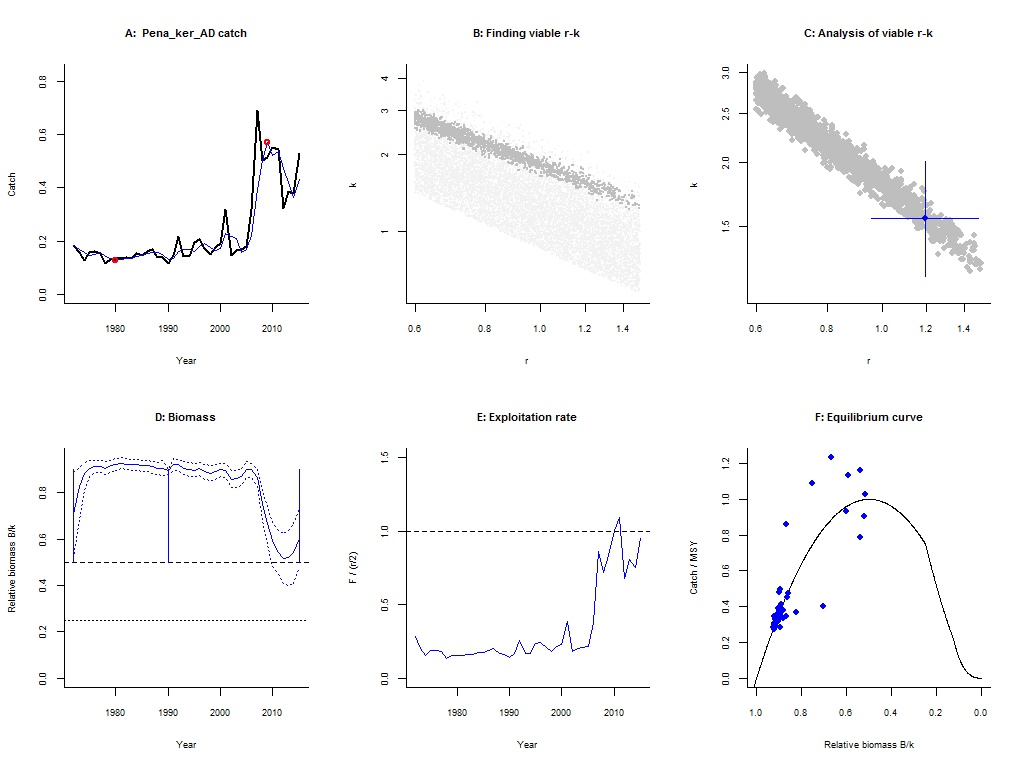 A: Pena_ker_AD catch
Catch
0.0 0.2 0.4 0.6 0.8
1980 1990 2000 2010
Year
B: Finding viable r-k
k
1 2 3 4
0.6 0.8 1.0 1.2 1.4
r
C: Analysis of viable r-k
k
1.5 2.0 2.5 3.0
0.6 0.8 1.0 1.2 1.4
r
D: Biomass
Relative biomass B/k
0.0 0.2 0.4 0.6 0.8
1980 1990 2000 2010
Year
E: Exploitation rate
F / (r/2)
0.0 0.5 1.0 1.5
1980 1990 2000 2010
Year
F: Equilibrium curve
Catch / MSY
0.0 0.2 0.4 0.6 0.8 1.0 1.2
1.0 0.8 0.6 0.4 0.2 0.0
Relative biomass B/k